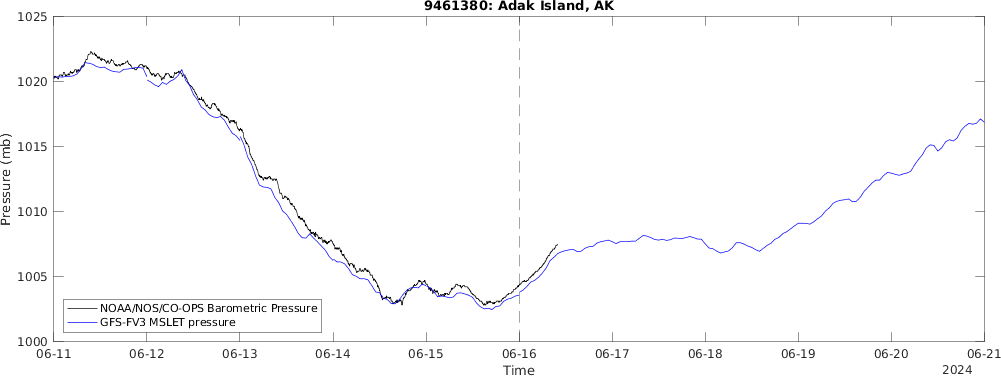 9461380: Adak Island, AK
Pressure (mb)
1025
1020
1015
1010
1005
1000
NOAA/NOS/CO-OPS Barometric Pressure
GFS-FV3 MSLET pressure
06-11 06-12 06-13 06-14 06-15 06-16 06-17 06-18 06-19 06-20 06-21
Time
2024